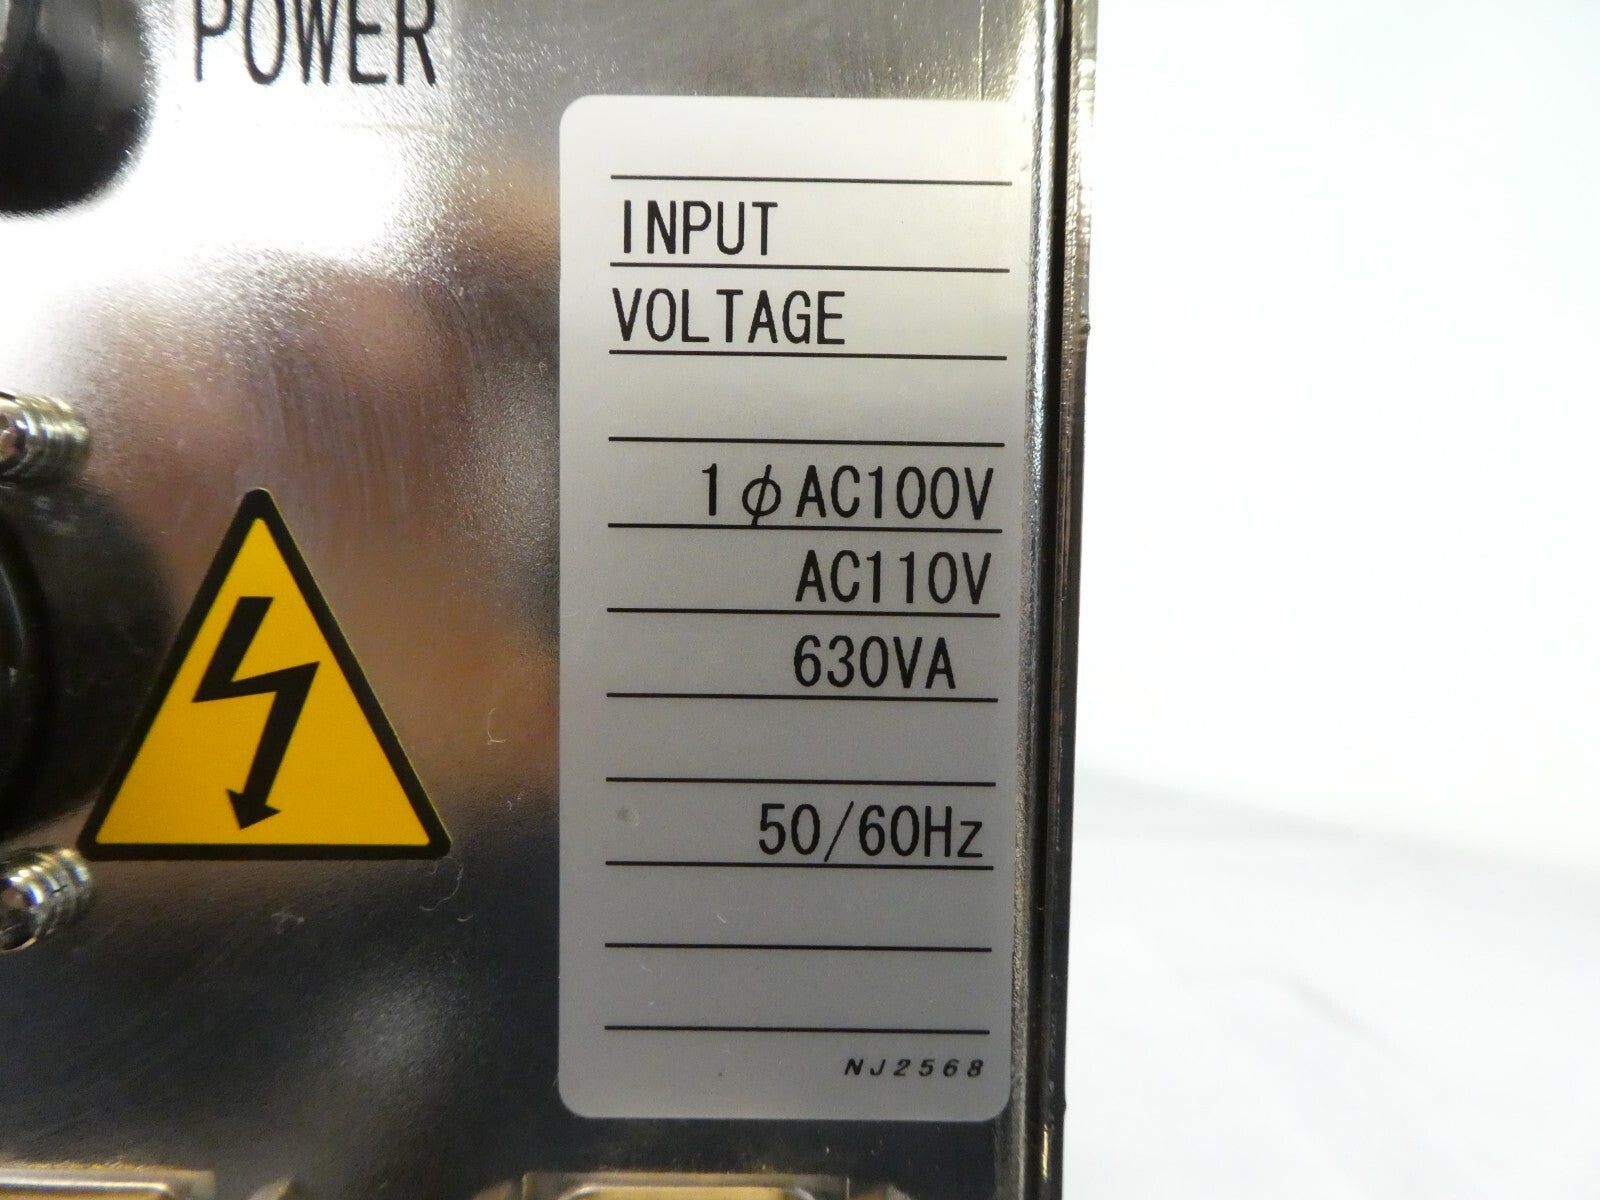 POWER
INPUT
VOLTAGE
1φAC100V
AC110V
630VA
50/60Hz
NJ2568